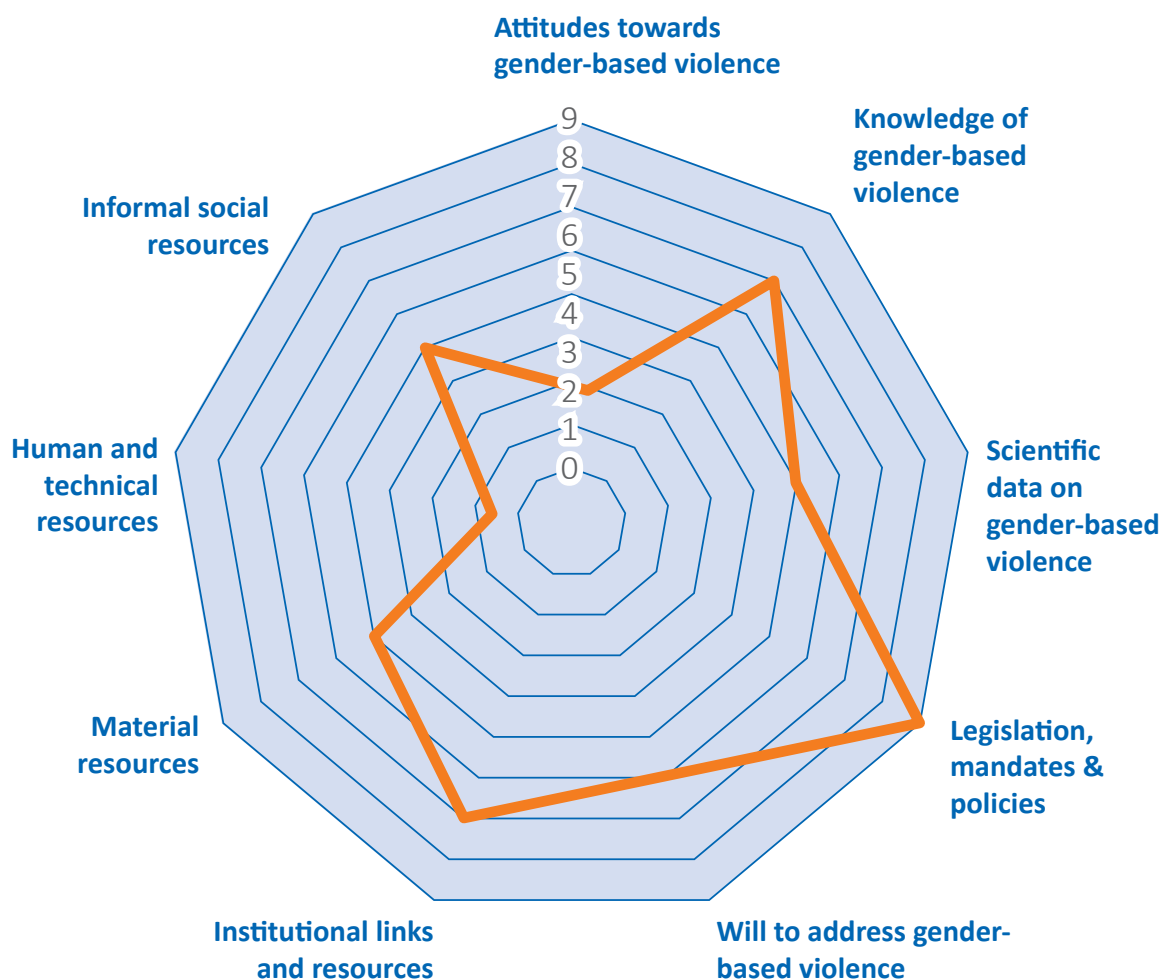 Attitudes towards
gender-based violence
9
8
7
6
5
4
3
2
1
0
Knowledge of
gender-based
violence
Scientific
data on
gender-based
violence
Legislation,
mandates &
policies
Will to address gender-
based violence
Institutional links
and resources
Material
resources
Human and
technical
resources
Informal social
resources